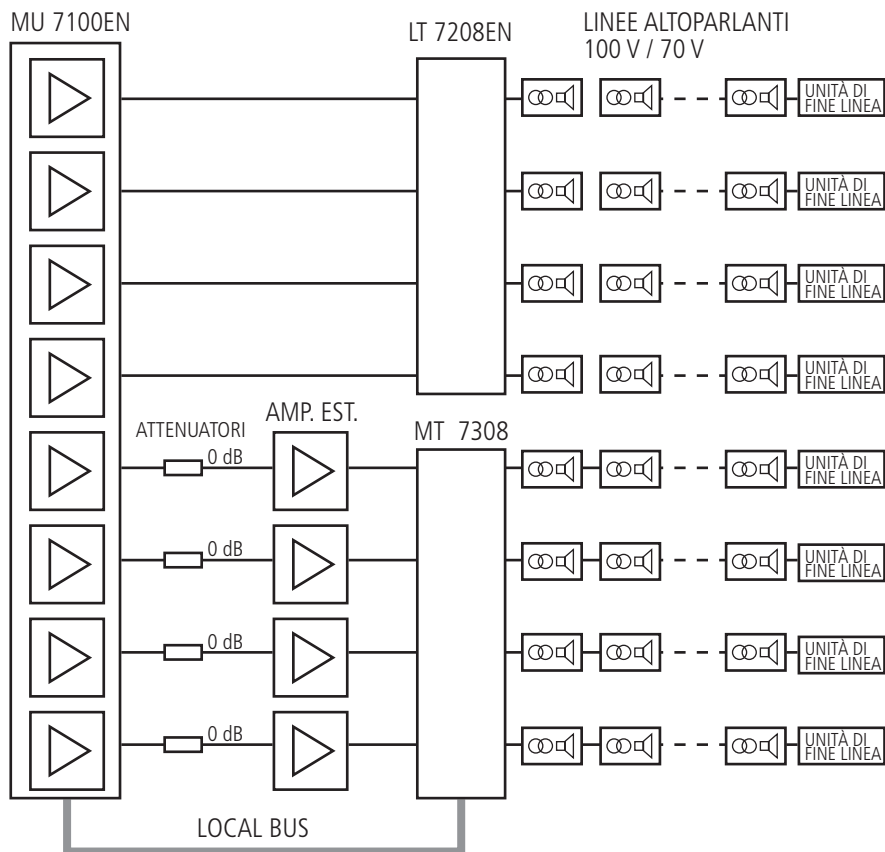 MU 7100EN
LT 7208EN
LINEE ALTOPARLANTI
100 V / 70 V
UNITÀ DI
FINE LINEA
UNITÀ DI
FINE LINEA
UNITÀ DI
FINE LINEA
UNITÀ DI
FINE LINEA
ATTENUATORI
AMP. EST.
MT 7308
0 dB
UNITÀ DI
FINE LINEA
0 dB
UNITÀ DI
FINE LINEA
0 dB
UNITÀ DI
FINE LINEA
0 dB
UNITÀ DI
FINE LINEA
LOCAL BUS